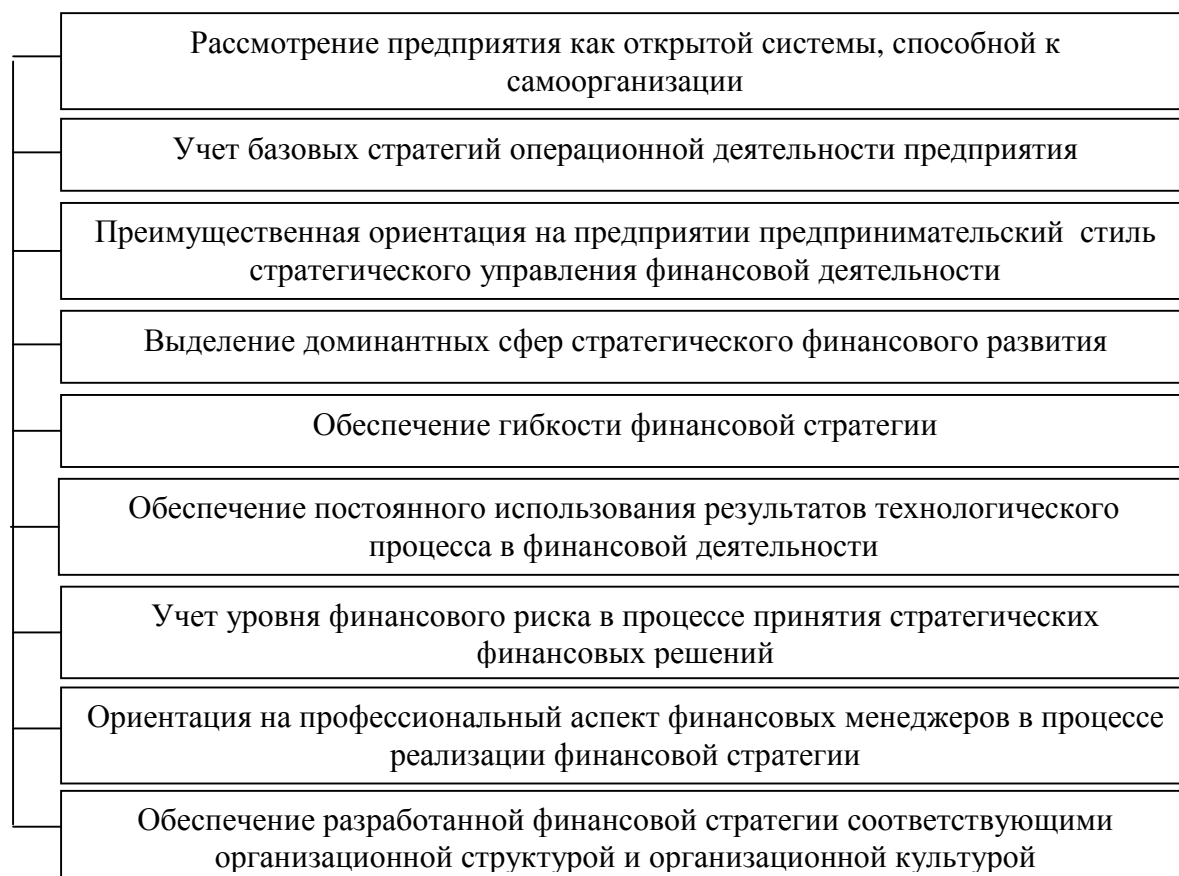 Рассмотрение предприятия как открытой системы, способной к
самоорганизации
Учет базовых стратегий операционной деятельности предприятия
Преимущественная ориентация на предприятии предпринимательский стиль
стратегического управления финансовой деятельности
Выделение доминантных сфер стратегического финансового развития
Обеспечение гибкости финансовой стратегии
Обеспечение постоянного использования результатов технологического
процесса в финансовой деятельности
Учет уровня финансового риска в процессе принятия стратегических
финансовых решений
Ориентация на профессиональный аспект финансовых менеджеров в процессе
реализации финансовой стратегии
Обеспечение разработанной финансовой стратегии соответствующими
организационной структурой и организационной культурой